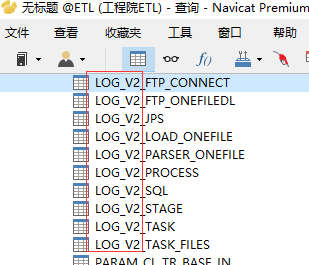 无标题 @ETL (工程院ETL) - 查询 - Navicat Premium
文件 编辑 查看 收藏夹 工具 窗口 帮助
f()
LOG_V2_FTP_CONNECT
LOG_V2_FTP_ONEFILEDL
LOG_V2_JPS
LOG_V2_LOAD_ONEFILE
LOG_V2_PARSER_ONEFILE
LOG_V2_PROCESS
LOG_V2_SQL
LOG_V2_STAGE
LOG_V2_TASK
LOG_V2_TASK_FILES
PARAM_CL_TR_BASE_IN